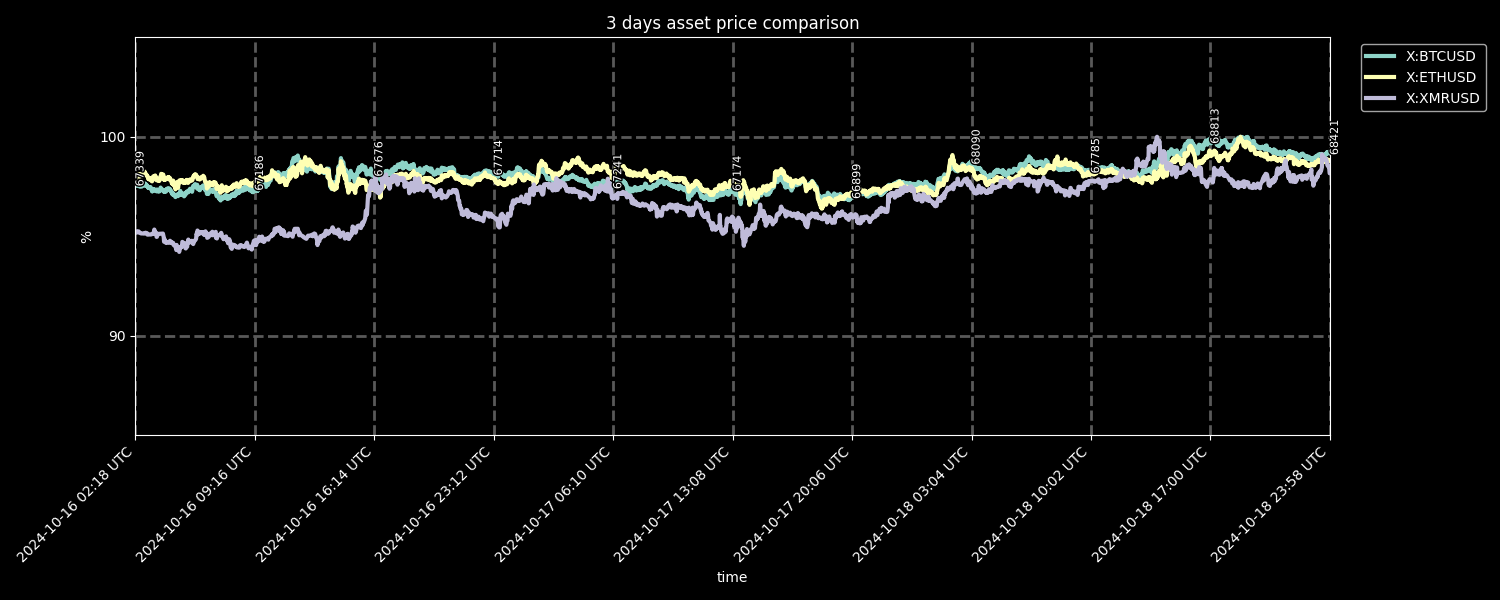 3 days asset price comparison
X:BTCUSD
X:ETHUSD
X:XMRUSD
100
90
%
67339
67186
67676
67714
67241
67174
66899
68090
67785
68813
68421
2024-10-16 02:18 UTC
2024-10-16 09:16 UTC
2024-10-16 16:14 UTC
2024-10-16 23:12 UTC
2024-10-17 06:10 UTC
2024-10-17 13:08 UTC
2024-10-17 20:06 UTC
2024-10-18 03:04 UTC
2024-10-18 10:02 UTC
2024-10-18 17:00 UTC
2024-10-18 23:58 UTC
time